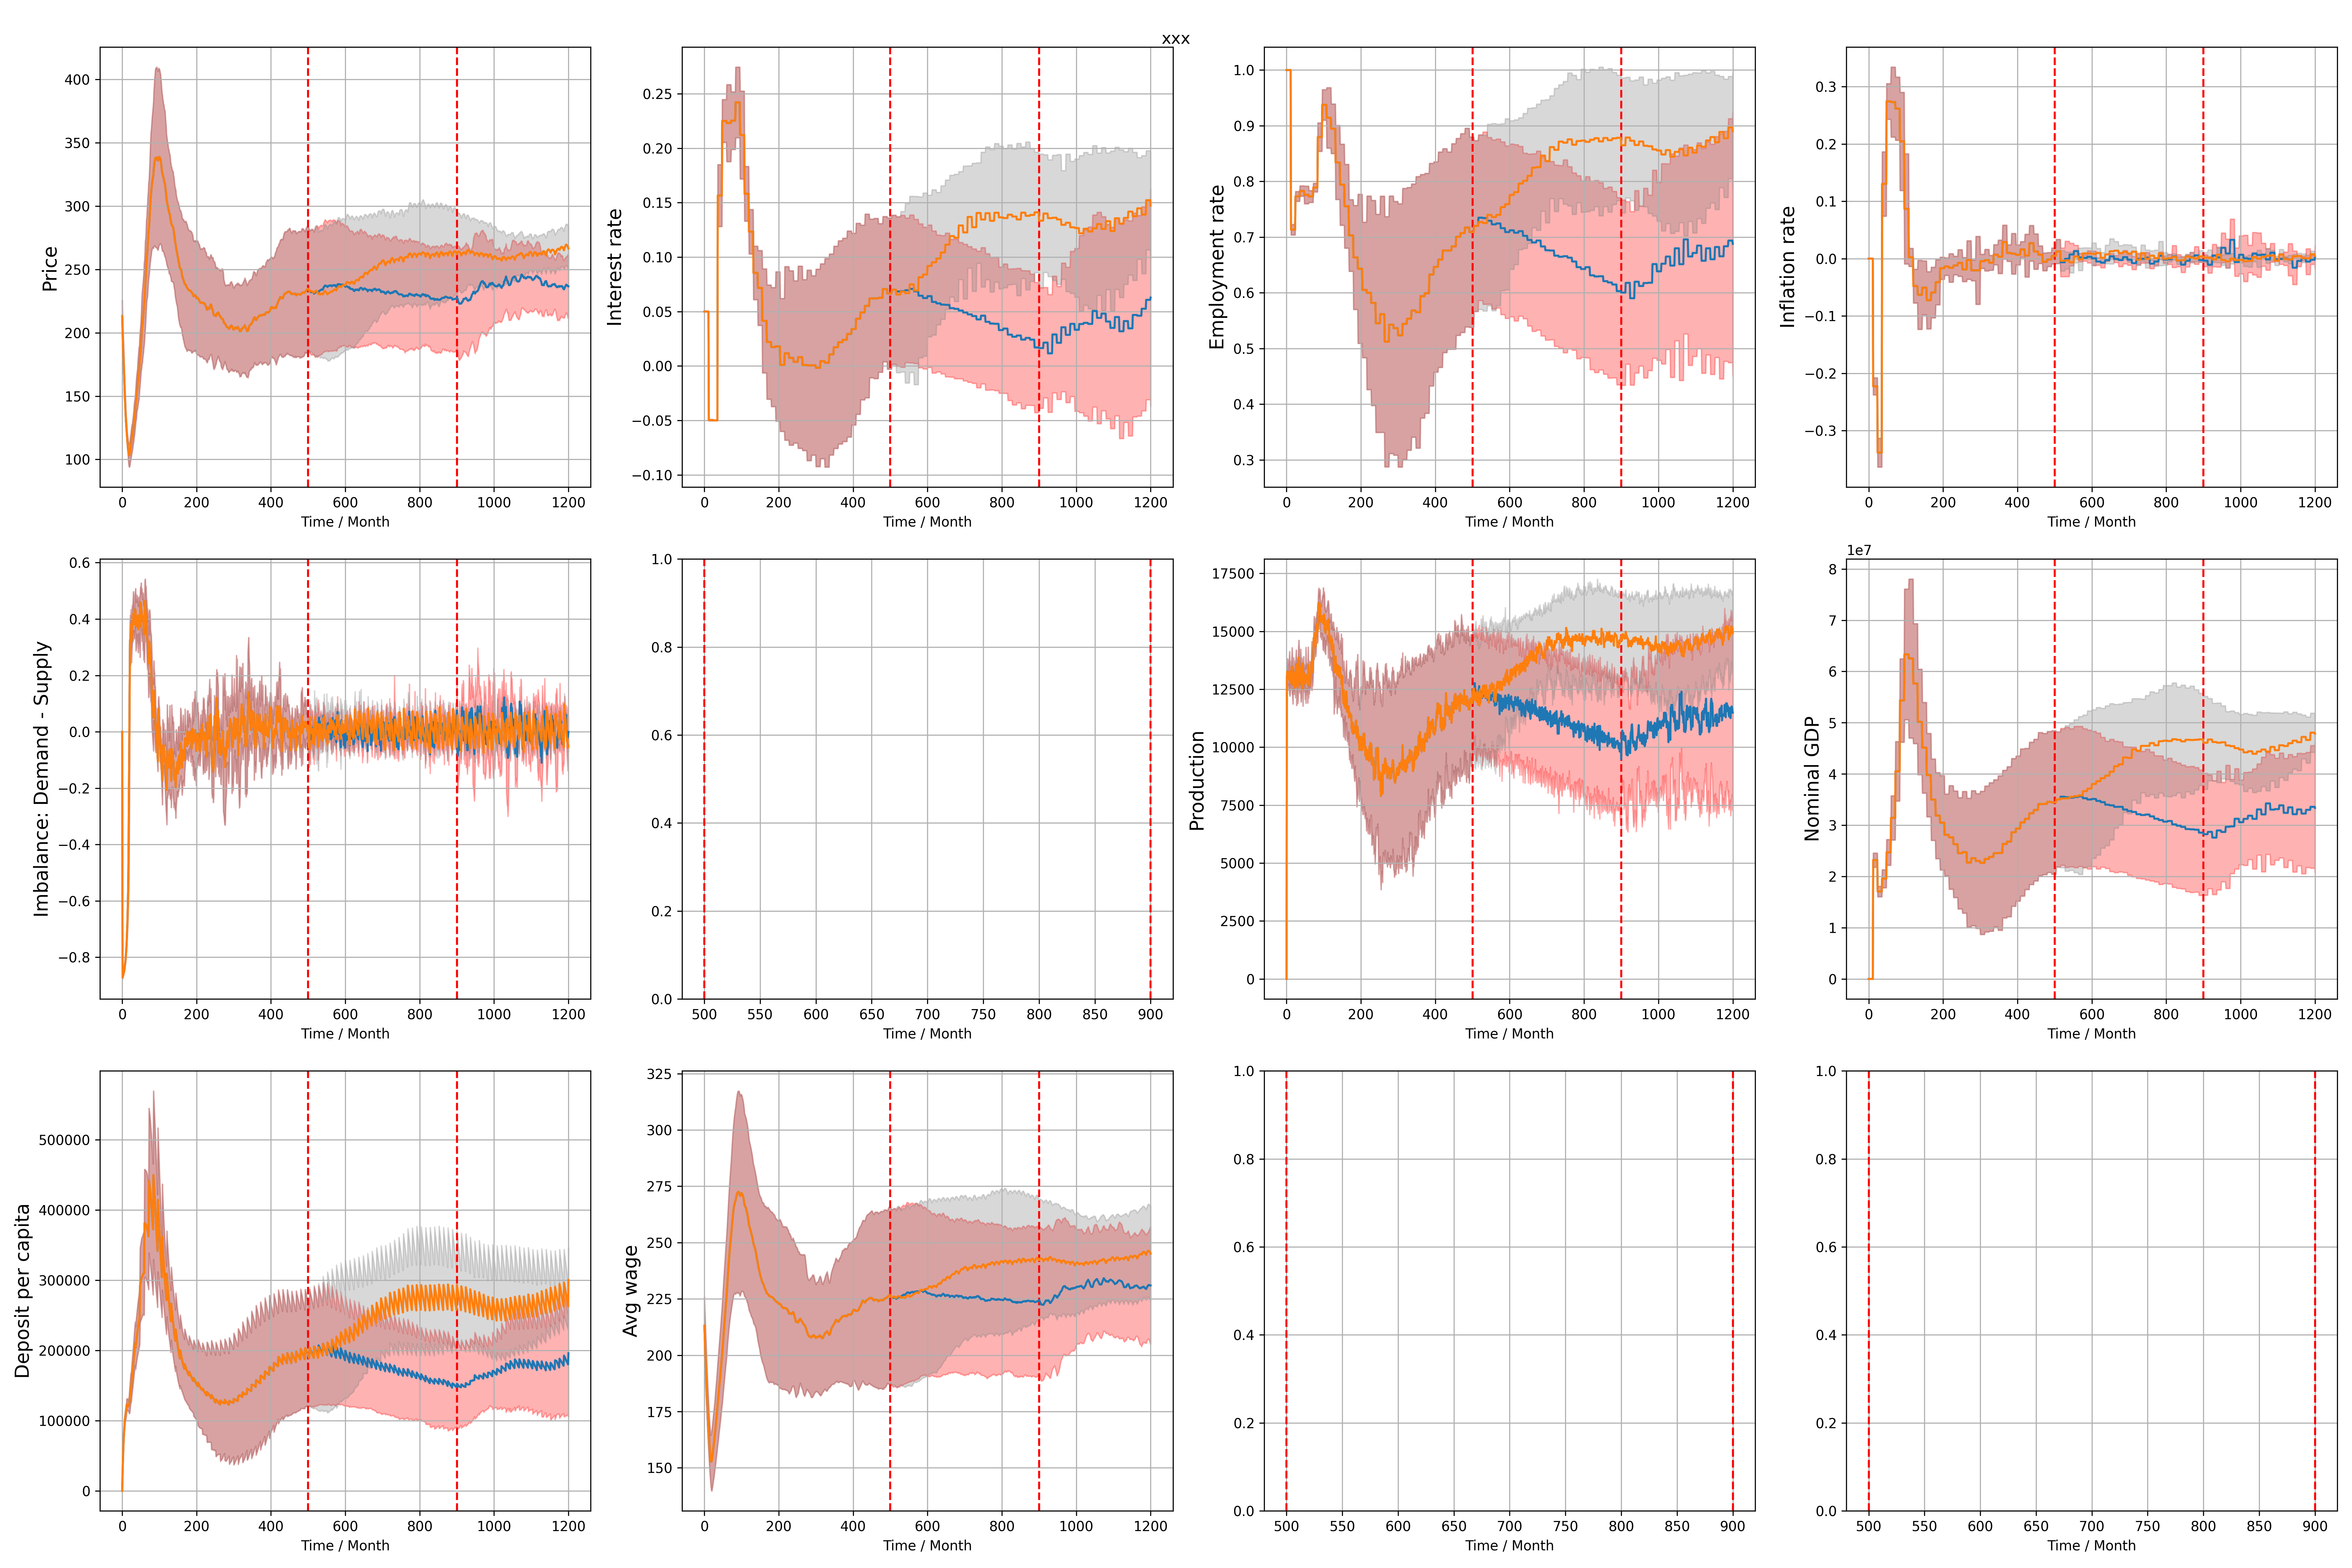 xxx
Price
400
350
300
250
200
150
100
0 200 400 600 800 1000 1200
Time / Month
Interest rate
0.25
0.20
0.15
0.10
0.05
0.00
−0.05
−0.10
0 200 400 600 800 1000 1200
Time / Month
Employment rate
1.0
0.9
0.8
0.7
0.6
0.5
0.4
0.3
0 200 400 600 800 1000 1200
Time / Month
Inflation rate
0.3
0.2
0.1
0.0
−0.1
−0.2
−0.3
0 200 400 600 800 1000 1200
Time / Month
Imbalance: Demand - Supply
0.6
0.4
0.2
0.0
−0.2
−0.4
−0.6
−0.8
0 200 400 600 800 1000 1200
Time / Month
1.0
0.8
0.6
0.4
0.2
0.0
500 550 600 650 700 750 800 850 900
Time / Month
Production
17500
15000
12500
10000
7500
5000
2500
0
0 200 400 600 800 1000 1200
Time / Month
1e7
Nominal GDP
8
7
6
5
4
3
2
1
0
0 200 400 600 800 1000 1200
Time / Month
Deposit per capita
500000
400000
300000
200000
100000
0
0 200 400 600 800 1000 1200
Time / Month
Avg wage
325
300
275
250
225
200
175
150
0 200 400 600 800 1000 1200
Time / Month
1.0
0.8
0.6
0.4
0.2
0.0
500 550 600 650 700 750 800 850 900
Time / Month
1.0
0.8
0.6
0.4
0.2
0.0
500 550 600 650 700 750 800 850 900
Time / Month